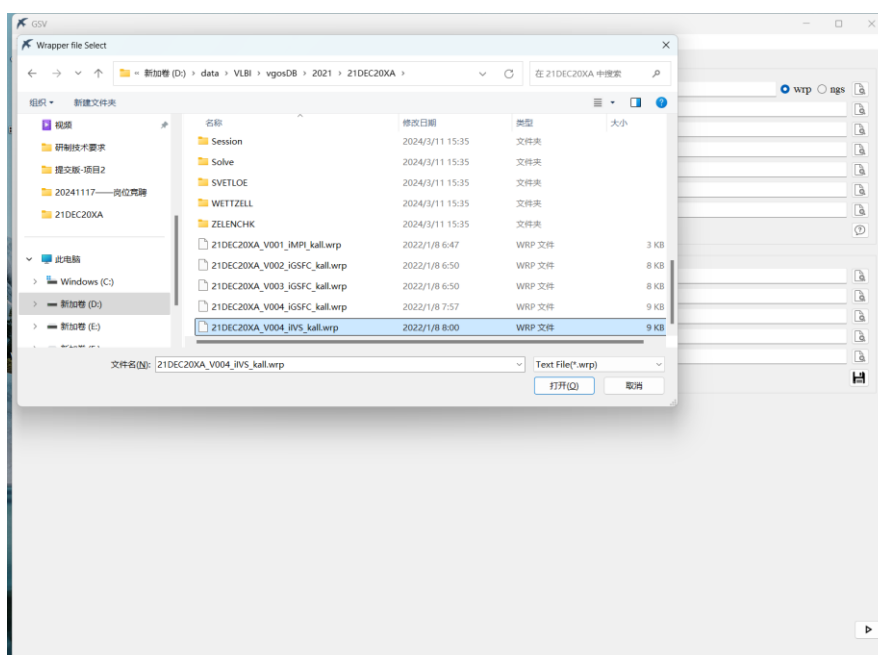 GSV
Wrapper file Select
新加卷 (D:) › data › VLBI › vgosDB › 2021 › 21DEC20XA ›
在 21DEC20XA 中搜索
wrp ngs
组织 新建文件夹
名称 修改日期 类型 大小
视频
研制技术要求
提交版-项目2
20241117——岗位竞聘
21DEC20XA
此电脑
Windows (C:)
新加卷 (D:)
新加卷 (E:)
Session 2024/3/11 15:35 文件夹
Solve 2024/3/11 15:35 文件夹
SVETLOE 2024/3/11 15:35 文件夹
WETTZELL 2024/3/11 15:35 文件夹
ZELENCHK 2024/3/11 15:35 文件夹
21DEC20XA_V001_iMPI_kall.wrp 2022/1/8 6:47 WRP 文件 3 KB
21DEC20XA_V002_iGSFC_kall.wrp 2022/1/8 6:50 WRP 文件 8 KB
21DEC20XA_V003_iGSFC_kall.wrp 2022/1/8 6:50 WRP 文件 8 KB
21DEC20XA_V004_iGSFC_kall.wrp 2022/1/8 7:57 WRP 文件 9 KB
21DEC20XA_V004_iIVS_kall.wrp 2022/1/8 8:00 WRP 文件 9 KB
文件名(N): 21DEC20XA_V004_iIVS_kall.wrp Text File(*.wrp)
打开(O) 取消